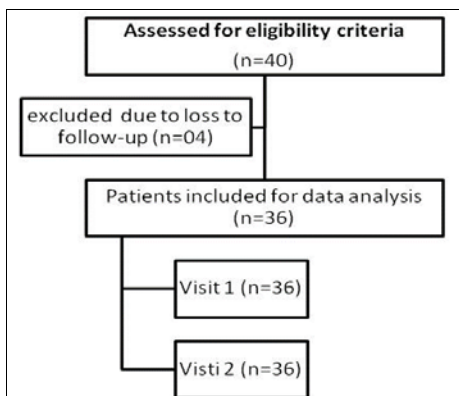 Assessed for eligibility criteria
(n=40)
excluded due to loss to
follow-up (n=04)
Patients included for data analysis
(n=36)
Visit 1 (n=36)
Visti 2 (n=36)